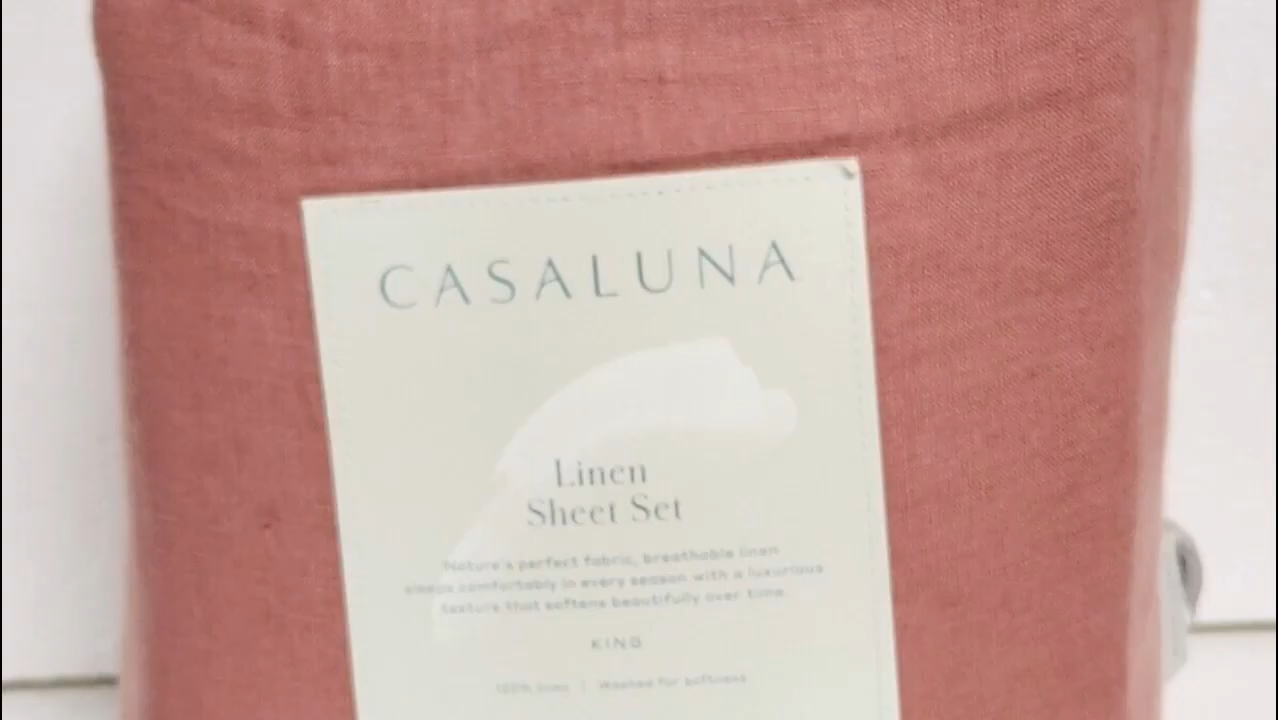 CASALUNA
Linen
Sheet Set
Nature's perfect fabric, breathable linen
sleeps comfortably in every season with a luxurious
texture that softens beautifully over time.
KING
100% linen | Washed for softness